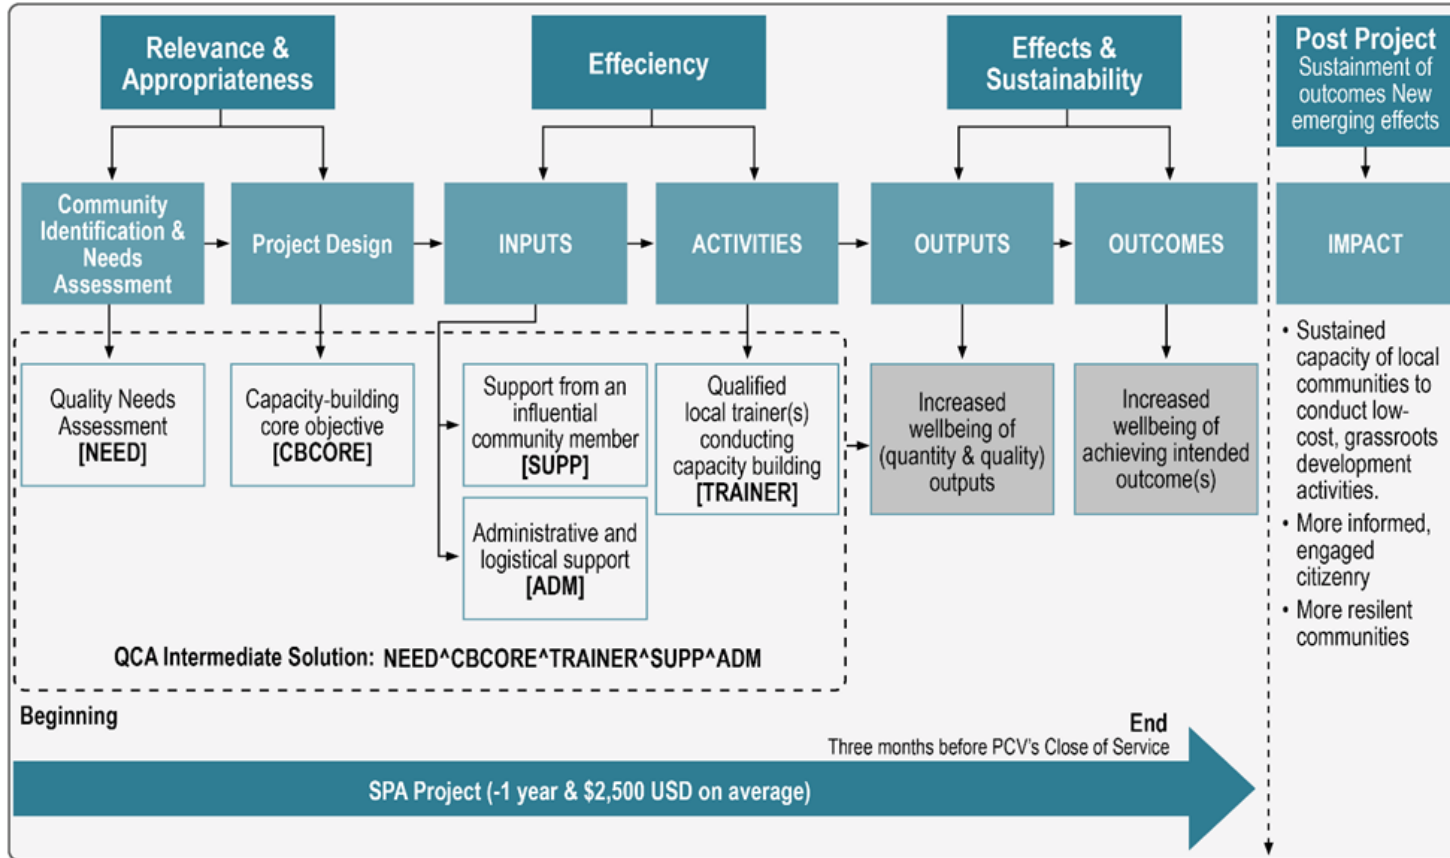 Relevance &
Appropriateness
Effeciency
Effects &
Sustainability
Post Project
Sustainment of
outcomes New
emerging effects
Community
Identification &
Needs
Assessment
Project Design
INPUTS
ACTIVITIES
OUTPUTS
OUTCOMES
IMPACT
Quality Needs
Assessment
[NEED]
Capacity-building
core objective
[CBCORE]
Support from an
influential
community member
[SUPP]
Administrative and
logistical support
[ADM]
Qualified
local trainer(s)
conducting
capacity building
[TRAINER]
Increased
wellbeing of
(quantity & quality)
outputs
Increased
wellbeing of
achieving intended
outcome(s)
• Sustained
capacity of local
communities to
conduct low-
cost, grassroots
development
activities.
• More informed,
engaged
citizenry
• More resilent
communities
QCA Intermediate Solution: NEED^CBCORE^TRAINER^SUPP^ADM
Beginning
End
Three months before PCV's Close of Service
SPA Project (-1 year & $2,500 USD on average)